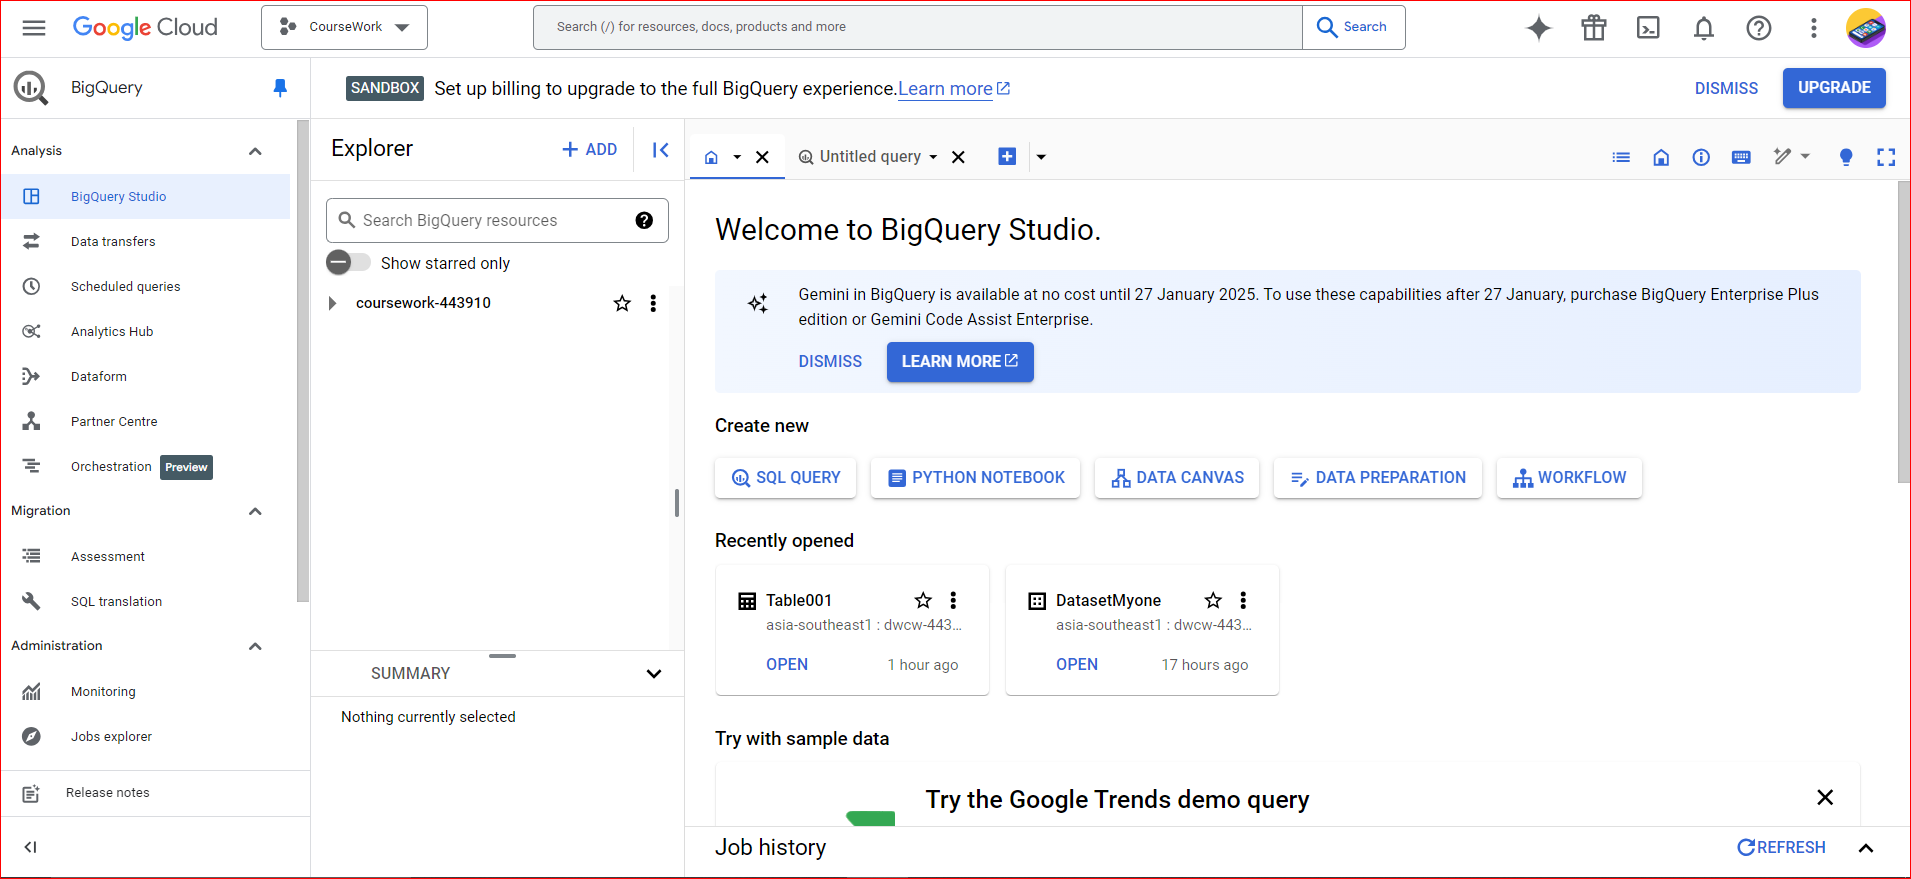 Google Cloud
CourseWork
Search (/) for resources, docs, products and more
Search
BigQuery
SANDBOX Set up billing to upgrade to the full BigQuery experience. Learn more
DISMISS
UPGRADE
Analysis
BigQuery Studio
Data transfers
Scheduled queries
Analytics Hub
Dataform
Partner Centre
Orchestration Preview
Migration
Assessment
SQL translation
Administration
Monitoring
Jobs explorer
Release notes
Explorer
ADD
Search BigQuery resources
Show starred only
coursework-443910
SUMMARY
Nothing currently selected
Untitled query
Welcome to BigQuery Studio.
Gemini in BigQuery is available at no cost until 27 January 2025. To use these capabilities after 27 January, purchase BigQuery Enterprise Plus
edition or Gemini Code Assist Enterprise.
DISMISS
LEARN MORE
Create new
SQL QUERY
PYTHON NOTEBOOK
DATA CANVAS
DATA PREPARATION
WORKFLOW
Recently opened
Table001
asia-southeast1 : dwcw-443...
OPEN
1 hour ago
DatasetMyone
asia-southeast1 : dwcw-443...
OPEN
17 hours ago
Try with sample data
Try the Google Trends demo query
Job history
REFRESH